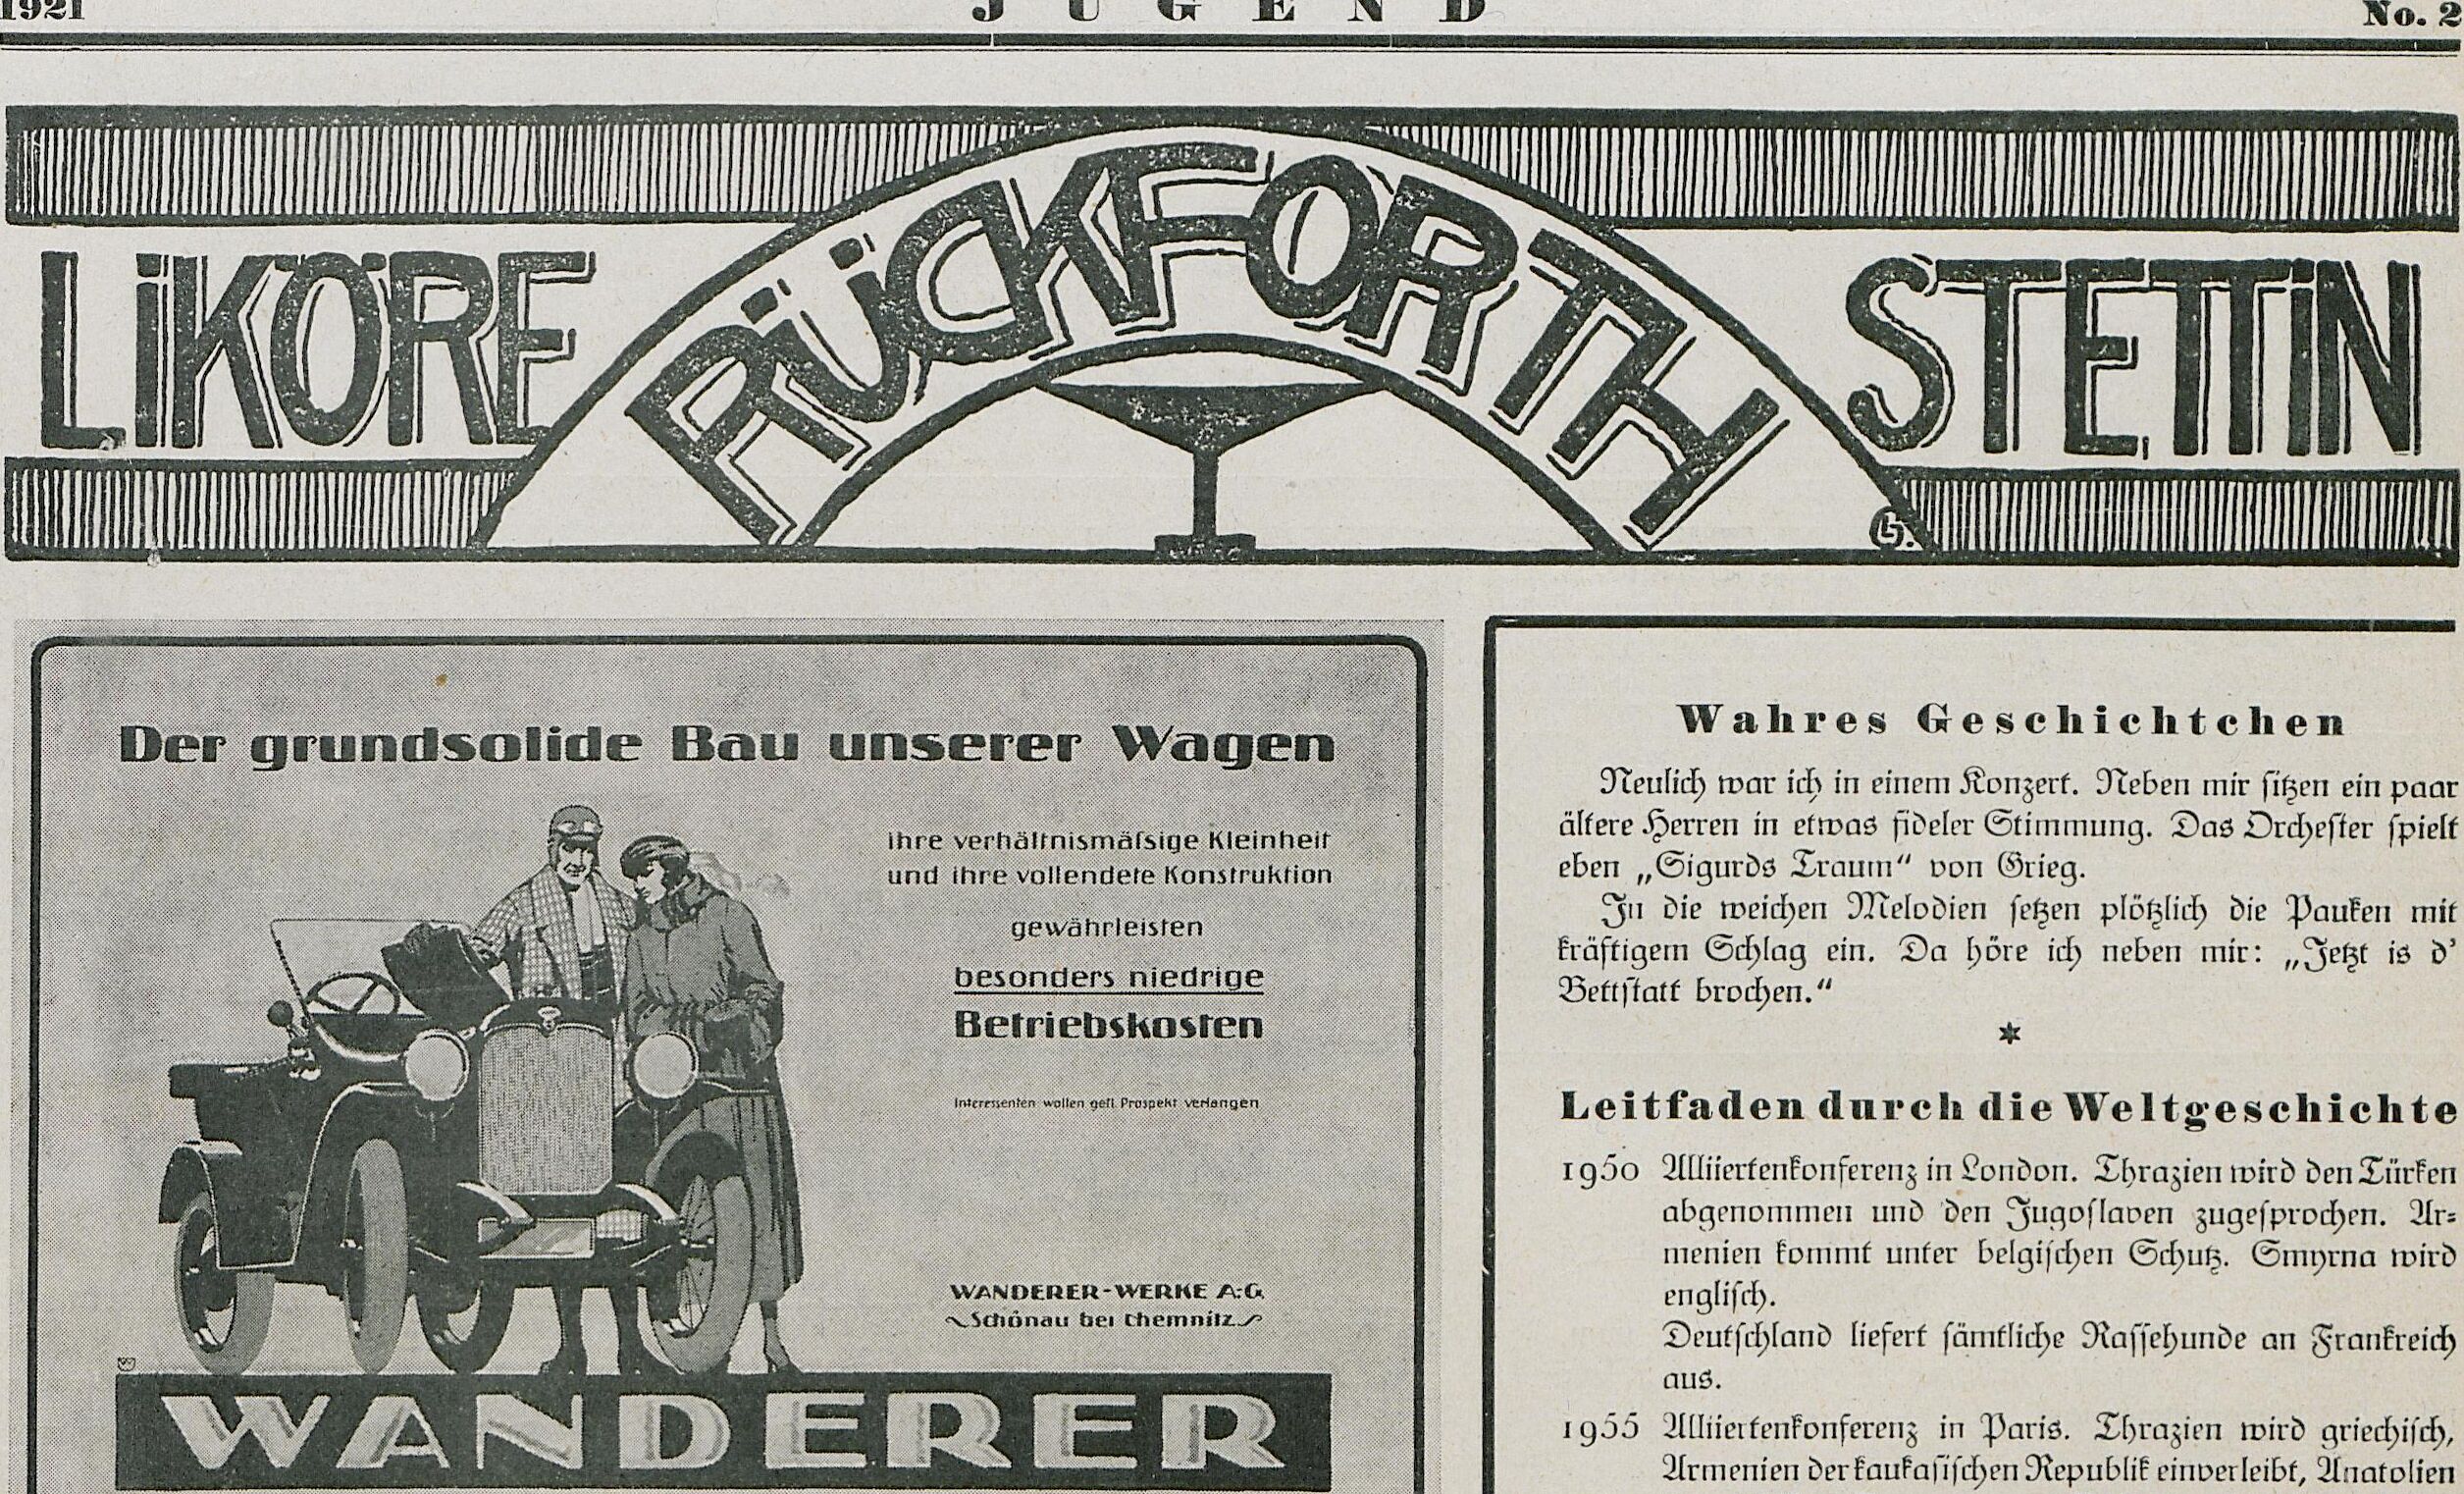 1921
JUGEND
No. 2
LiKÖRE
RÜCKFORTH
STETTiN
Der grundsolide Bau unserer Wagen
ihre verhältnismäſsige Kleinheit
und ihre vollendete Konstruktion
gewährleisten
besonders niedrige
Betriebskosten
Interessenten wollen gefl. Prospekt verlangen
WANDERER-WERKE A:G.
Schönau bei Chemnitz
WANDERER
Wahres Geschichtchen
Neulich war ich in einem Konzert. Neben mir ſitzen ein paar
ältere Herren in etwas fideler Stimmung. Das Orcheſter ſpielt
eben „Sigurds Traum“ von Grieg.
In die weichen Melodien ſetzen plötzlich die Pauken mit
kräftigem Schlag ein. Da höre ich neben mir: „Jetzt is d’
Bettſtatt brochen.“
*
Leitfaden durch die Weltgeschichte
1950 Alliiertenkonferenz in London. Thrazien wird den Türken
abgenommen und den Jugoſlaven zugeſprochen. Ar-
menien kommt unter belgiſchen Schutz. Smyrna wird
engliſch.
Deutſchland liefert ſämtliche Raſſehunde an Frankreich
aus.
1955 Alliiertenkonferenz in Paris. Thrazien wird griechiſch,
Armenien der kaukaſiſchen Republik einverleibt, Anatolien